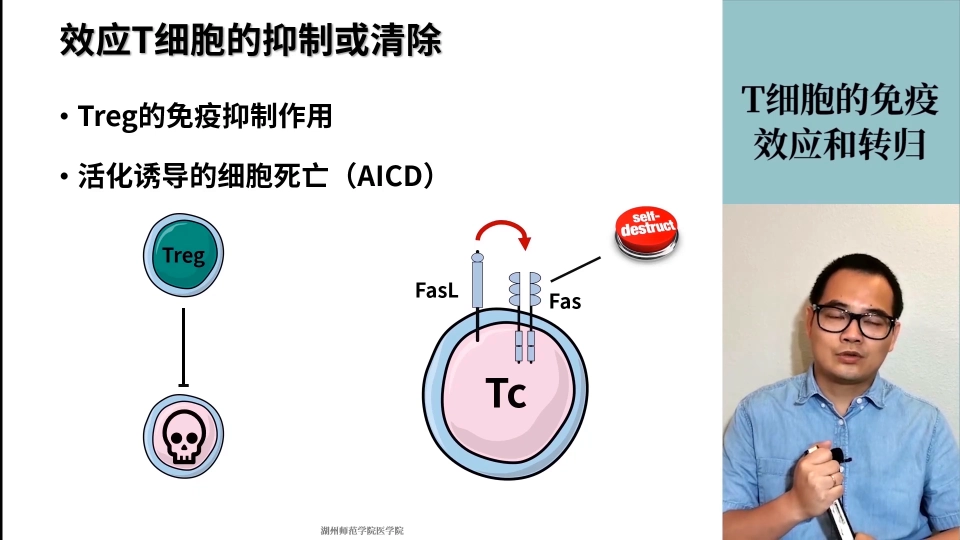 效应T细胞的抑制或清除
• Treg的免疫抑制作用
• 活化诱导的细胞死亡（AICD）
Treg
FasL
Fas
self-
destruct
Tc
湖州师范学院医学院
T细胞的免疫
效应和转归